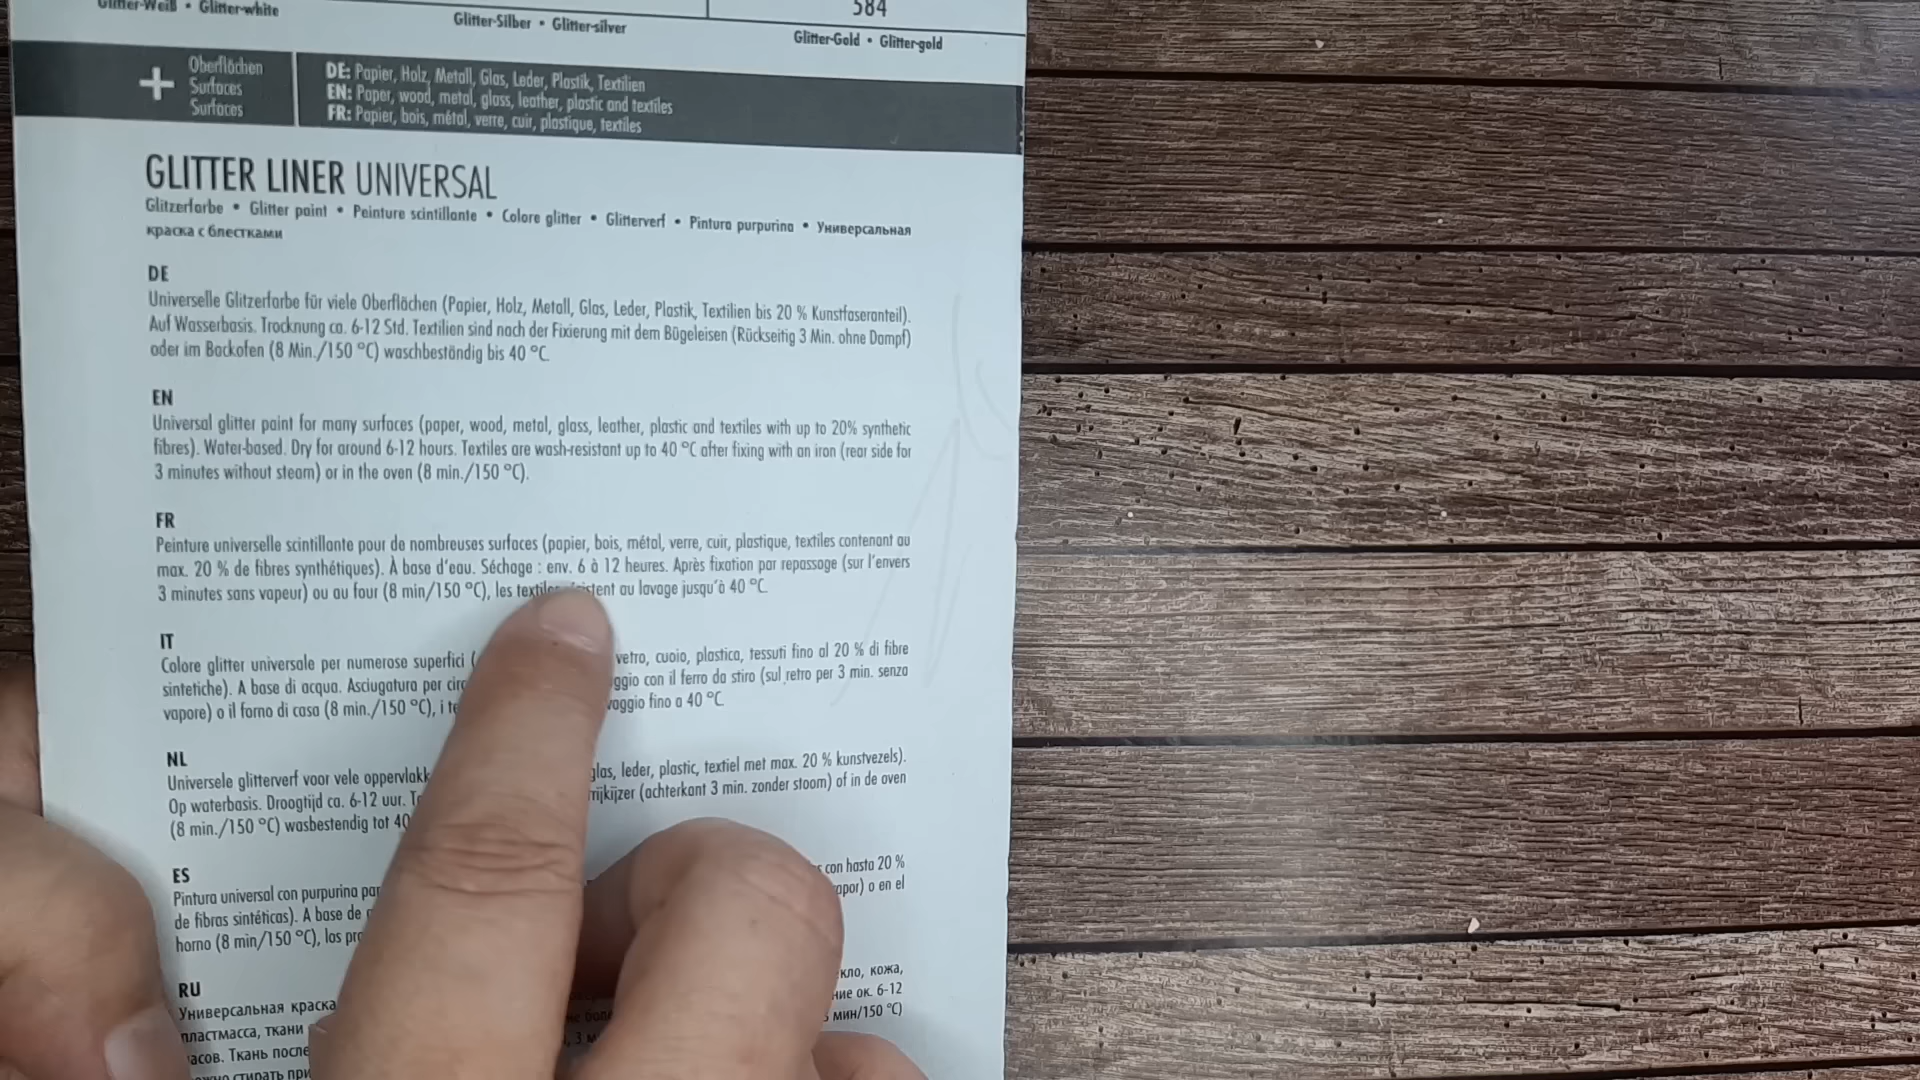 Glitter-Weiß • Glitter-white
Glitter-Silber • Glitter-silver
584
Glitter-Gold • Glitter-gold
+
Oberflächen
Surfaces
Surfaces
DE: Papier, Holz, Metall, Glas, Leder, Plastik, Textilien
EN: Paper, wood, metal, glass, leather, plastic and textiles
FR: Papier, bois, métal, verre, cuir, plastique, textiles
GLITTER LINER UNIVERSAL
Glitzerfarbe • Glitter paint • Peinture scintillante • Colore glitter • Glitterverf • Pintura purpurina • Универсальная
краска с блестками
DE
Universelle Glitzerfarbe für viele Oberflächen (Papier, Holz, Metall, Glas, Leder, Plastik, Textilien bis 20 % Kunstfaseranteil).
Auf Wasserbasis. Trocknung ca. 6-12 Std. Textilien sind nach der Fixierung mit dem Bügeleisen (Rückseitig 3 Min. ohne Dampf)
oder im Backofen (8 Min./150 °C) waschbeständig bis 40 °C.
EN
Universal glitter paint for many surfaces (paper, wood, metal, glass, leather, plastic and textiles with up to 20% synthetic
fibres). Water-based. Dry for around 6-12 hours. Textiles are wash-resistant up to 40 °C after fixing with an iron (rear side for
3 minutes without steam) or in the oven (8 min./150 °C).
FR
Peinture universelle scintillante pour de nombreuses surfaces (papier, bois, métal, verre, cuir, plastique, textiles contenant au
max. 20 % de fibres synthétiques). À base d'eau. Séchage : env. 6 à 12 heures. Après fixation par repassage (sur l'envers
3 minutes sans vapeur) ou au four (8 min/150 °C), les textiles résistent au lavage jusqu'à 40 °C.
IT
Colore glitter universale per numerose superfici ( vetro, cuoio, plastica, tessuti fino al 20 % di fibre
sintetiche). A base di acqua. Asciugatura per con il ferro da stiro (sul retro per 3 min. senza
vapore) o il forno di casa (8 min./150 °C), i fino a 40 °C.
NL
Universele glitterverf voor vele glas, leder, plastic, textiel met max. 20 % kunstvezels).
Op waterbasis. Droogtijd ca. 6-12 uur. (achterkant 3 min. zonder stoom) of in de oven
(8 min./150 °C) wasbestendig tot 40
ES
Pintura universal con purpurina con hasta 20 %
de fibras sintéticas). A base de o en el
horno (8 min/150 °C), los
RU
Универсальная краска кожа,
пластмасса, ткани ок. 6-12
Ткань после мин/150 °C)
стирать при